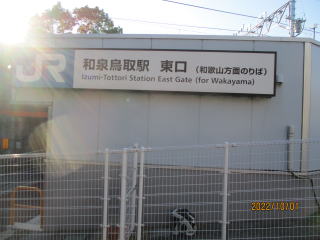 JR 和泉鳥取駅 東口 (和歌山方面のりば)
Izumi-Tottori Station East Gate (for Wakayama)
2022/10/01